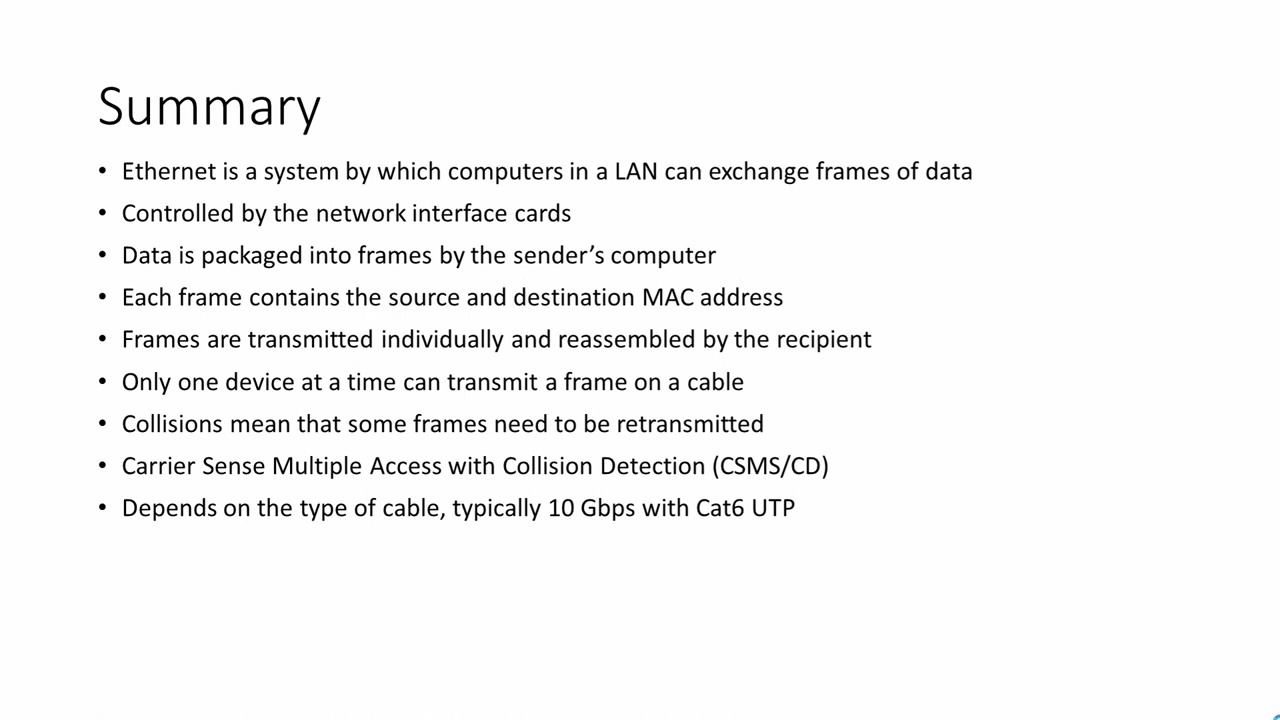 Summary
• Ethernet is a system by which computers in a LAN can exchange frames of data
• Controlled by the network interface cards
• Data is packaged into frames by the sender’s computer
• Each frame contains the source and destination MAC address
• Frames are transmitted individually and reassembled by the recipient
• Only one device at a time can transmit a frame on a cable
• Collisions mean that some frames need to be retransmitted
• Carrier Sense Multiple Access with Collision Detection (CSMS/CD)
• Depends on the type of cable, typically 10 Gbps with Cat6 UTP